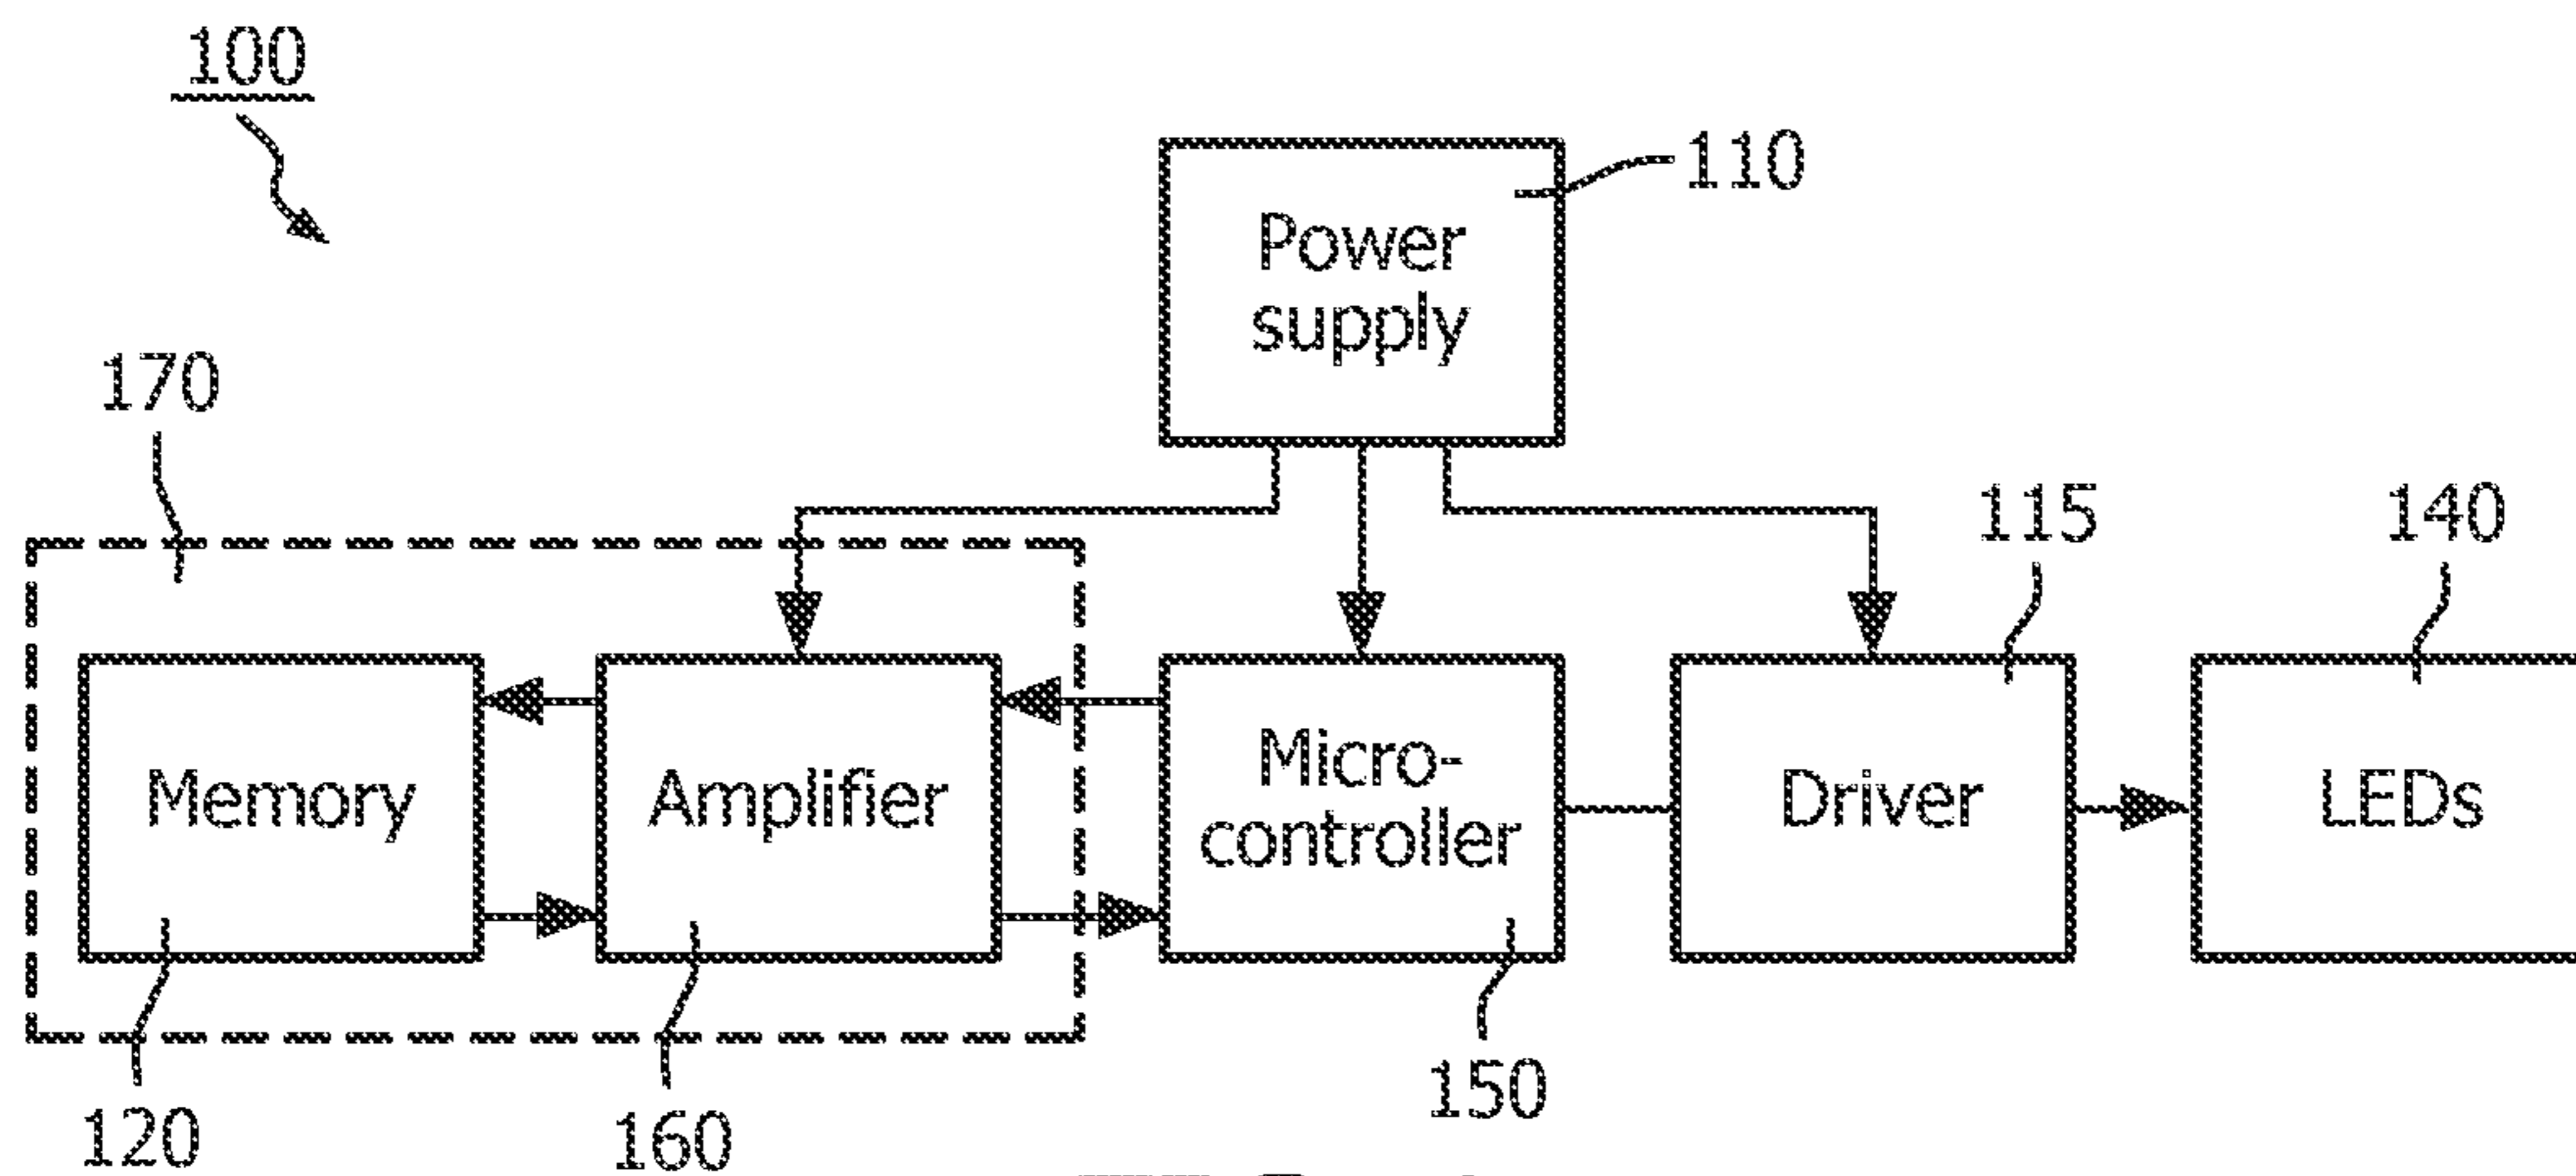 100
110
Power
supply
170
115
140
Memory
Amplifier
Micro-
controller
Driver
LEDs
120
160
150